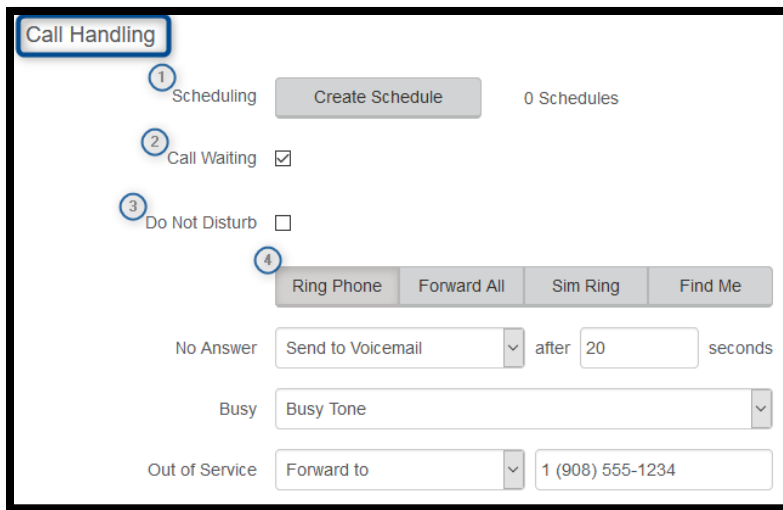 Call Handling
1
Scheduling Create Schedule 0 Schedules
2
Call Waiting
3
Do Not Disturb
4
Ring Phone Forward All Sim Ring Find Me
No Answer Send to Voicemail after 20 seconds
Busy Busy Tone
Out of Service Forward to 1 (908) 555-1234